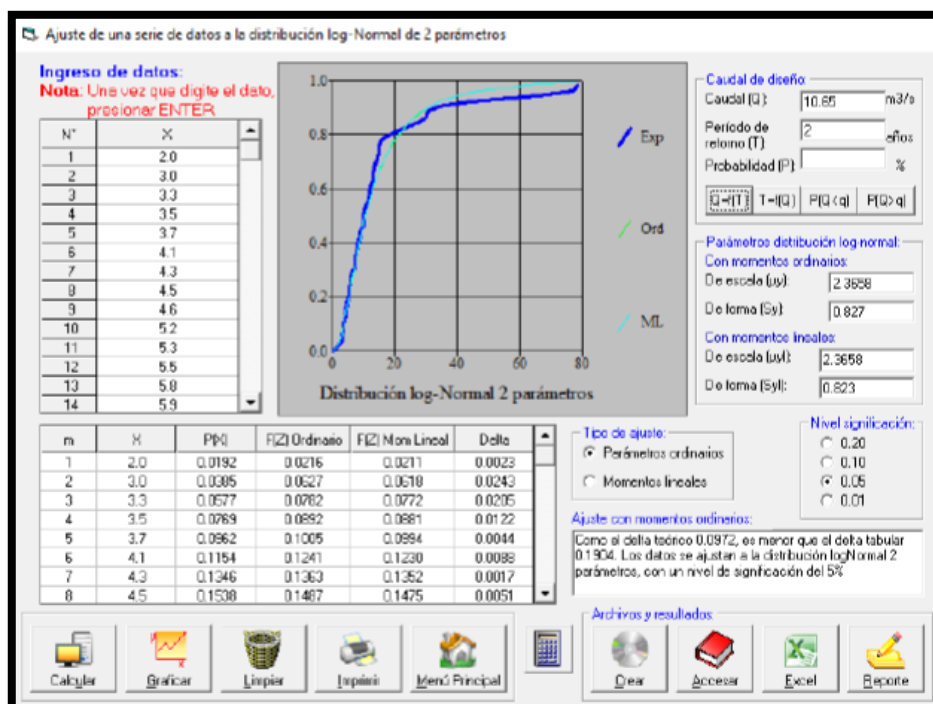 Ajuste de una serie de datos a la distribución log-Normal de 2 parámetros
Ingreso de datos:
Nota: Una vez que digite el dato,
presionar ENTER
N° X
1 2.0
2 3.0
3 3.3
4 3.5
5 3.7
6 4.1
7 4.3
8 4.5
9 4.6
10 5.2
11 5.3
12 5.5
13 5.8
14 5.9
1.0
0.8
0.6
0.4
0.2
0.0
0 20 40 60 80
Distribución log-Normal 2 parámetros
Exp
Ord
ML
Caudal de diseño:
Caudal (Q): 10.65 m3/s
Período de
retorno (T): 2 años
Probabilidad (P): %
Q=f(T) T=f(Q) P(Q<q) P(Q>q)
Parámetros distribución log-normal:
Con momentos ordinarios:
De escala (µy): 2.3658
De forma (Sy): 0.827
Con momentos lineales:
De escala (µyl): 2.3658
De forma (Syl): 0.823
m X P(X) F(Z) Ordinario F(Z) Mom Lineal Delta
1 2.0 0.0192 0.0216 0.0211 0.0023
2 3.0 0.0385 0.0627 0.0618 0.0243
3 3.3 0.0577 0.0782 0.0772 0.0205
4 3.5 0.0769 0.0892 0.0881 0.0122
5 3.7 0.0962 0.1005 0.0994 0.0044
6 4.1 0.1154 0.1241 0.1230 0.0088
7 4.3 0.1346 0.1363 0.1352 0.0017
8 4.5 0.1538 0.1487 0.1475 0.0051
Tipo de ajuste:
Parámetros ordinarios
Momentos lineales
Nivel significación:
0.20
0.10
0.05
0.01
Ajuste con momentos ordinarios:
Como el delta teórico 0.0972, es menor que el delta tabular
0.1904. Los datos se ajustan a la distribución logNormal 2
parámetros, con un nivel de significación del 5%
Calcular
Graficar
Limpiar
Imprimir
Menú Principal
Archivos y resultados:
Crear
Accesar
Excel
Reporte